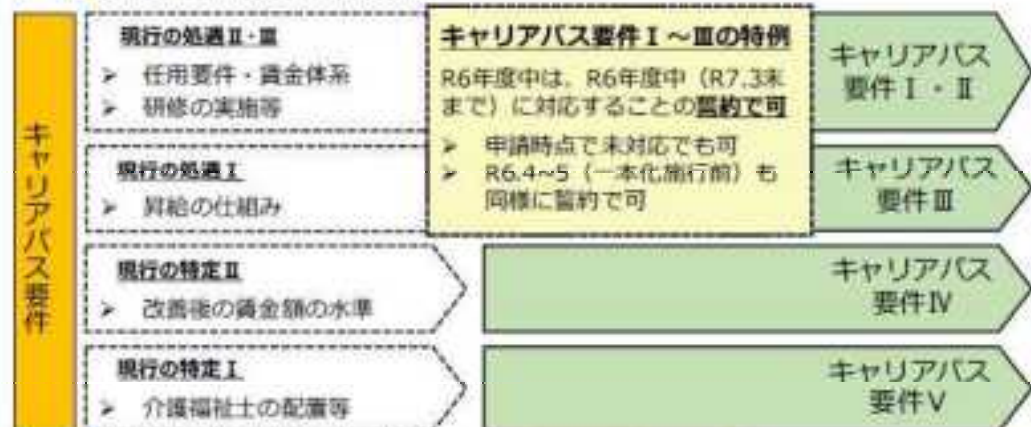 キャリアパス要件
現行の処遇Ⅱ・Ⅲ
➢ 任用要件・賃金体系
➢ 研修の実施等
キャリアパス要件Ⅰ～Ⅲの特例
R6年度中は、R6年度中（R7.3末
まで）に対応することの誓約で可
➢ 申請時点で未対応でも可
➢ R6.4~5（一本化施行前）も
同様に誓約で可
キャリアパス
要件Ⅰ・Ⅱ
現行の処遇Ⅰ
➢ 昇給の仕組み
キャリアパス
要件Ⅲ
現行の特定Ⅱ
➢ 改善後の賃金額の水準
キャリアパス
要件Ⅳ
現行の特定Ⅰ
➢ 介護福祉士の配置等
キャリアパス
要件Ⅴ